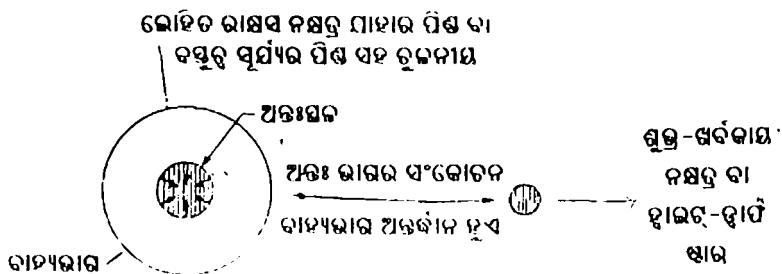 ଲୋହିତ ରାକ୍ଷସ ନକ୍ଷତ୍ର ଯାହାର ପିଣ୍ଡ ବା
ବସ୍ତୁତ୍ୱ ସୂର୍ଯ୍ୟର ପିଣ୍ଡ ସହ ତୁଳନୀୟ
ଅନ୍ତଃସ୍ଥଳ
ଅନ୍ତଃ ଭାଗର ସଂକୋଚନ
ବାହ୍ୟଭାଗ ଅନ୍ତର୍ଦ୍ଧାନ ହୁଏ
ବାହ୍ୟଭାଗ
ଶୁଭ୍ର-ଖର୍ବକାୟ
ନକ୍ଷତ୍ର ବା
ହ୍ୱାଇଟ୍-ଡ୍ୱାର୍ଫ
ଷ୍ଟାର